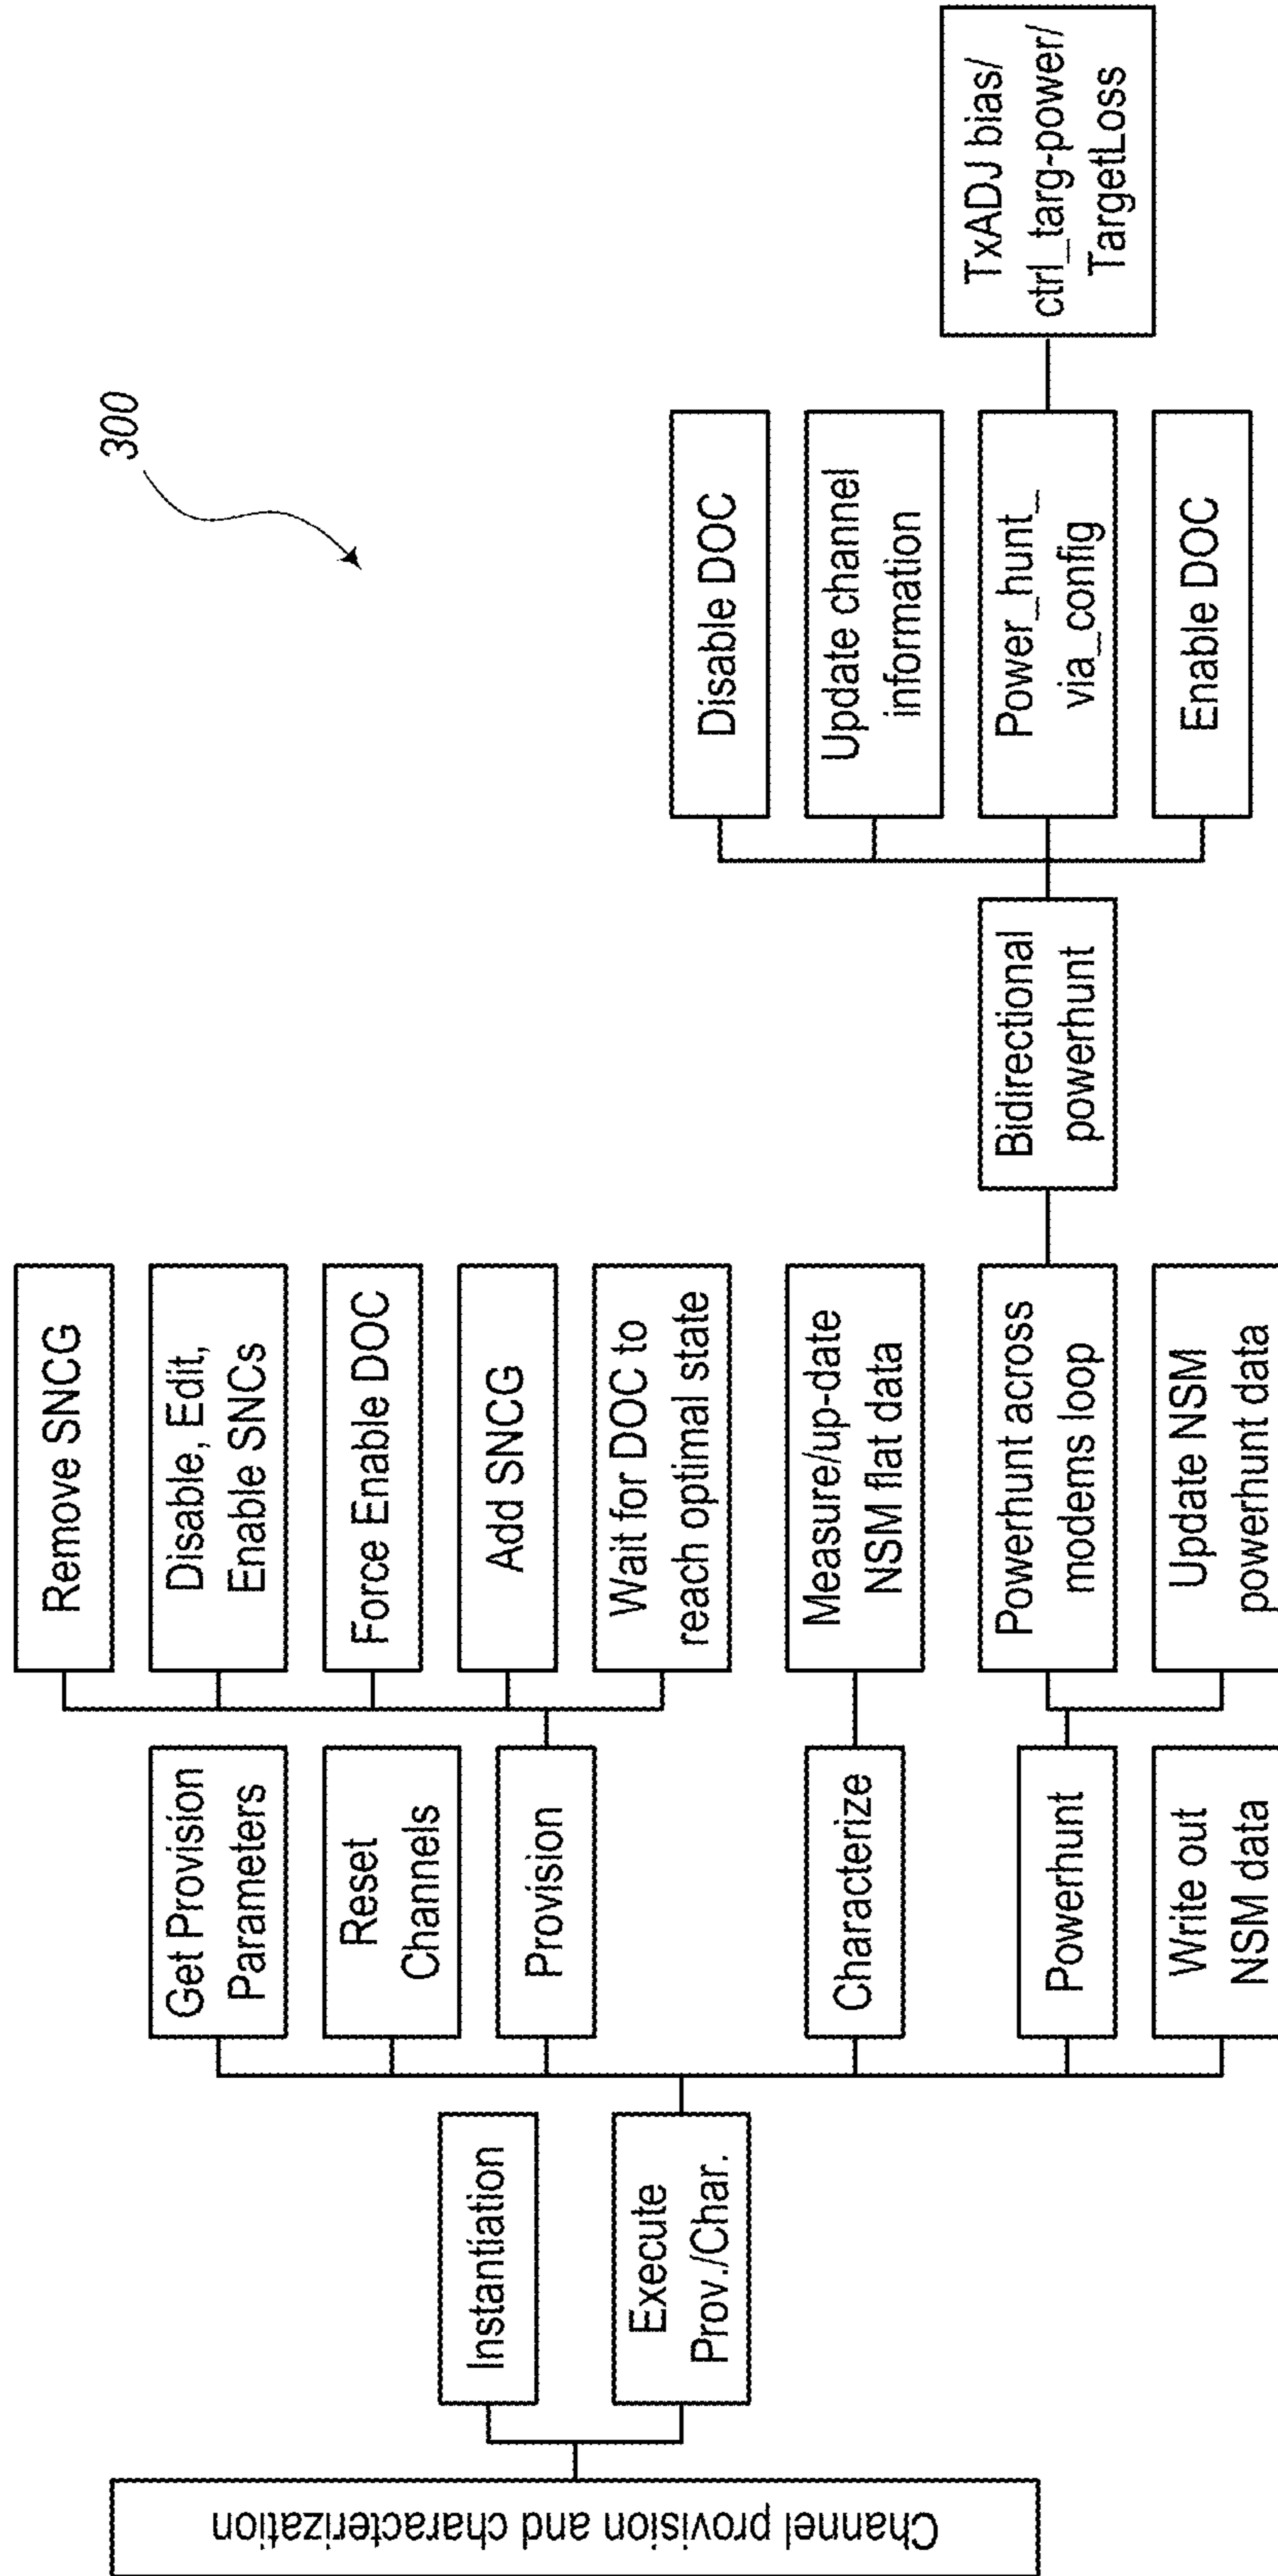 300
Channel provision and characterization
Instantiation
Execute
Prov./Char.
Get Provision
Parameters
Reset
Channels
Provision
Characterize
Powerhunt
Write out
NSM data
Remove SNCG
Disable, Edit,
Enable SNCs
Force Enable DOC
Add SNCG
Wait for DOC to
reach optimal state
Measure/up-date
NSM flat data
Powerhunt across
modems loop
Update NSM
powerhunt data
Bidirectional
powerhunt
Disable DOC
Update channel
information
Power_hunt_
via_config
Enable DOC
TxADJ bias/
ctrl_targ-power/
TargetLoss